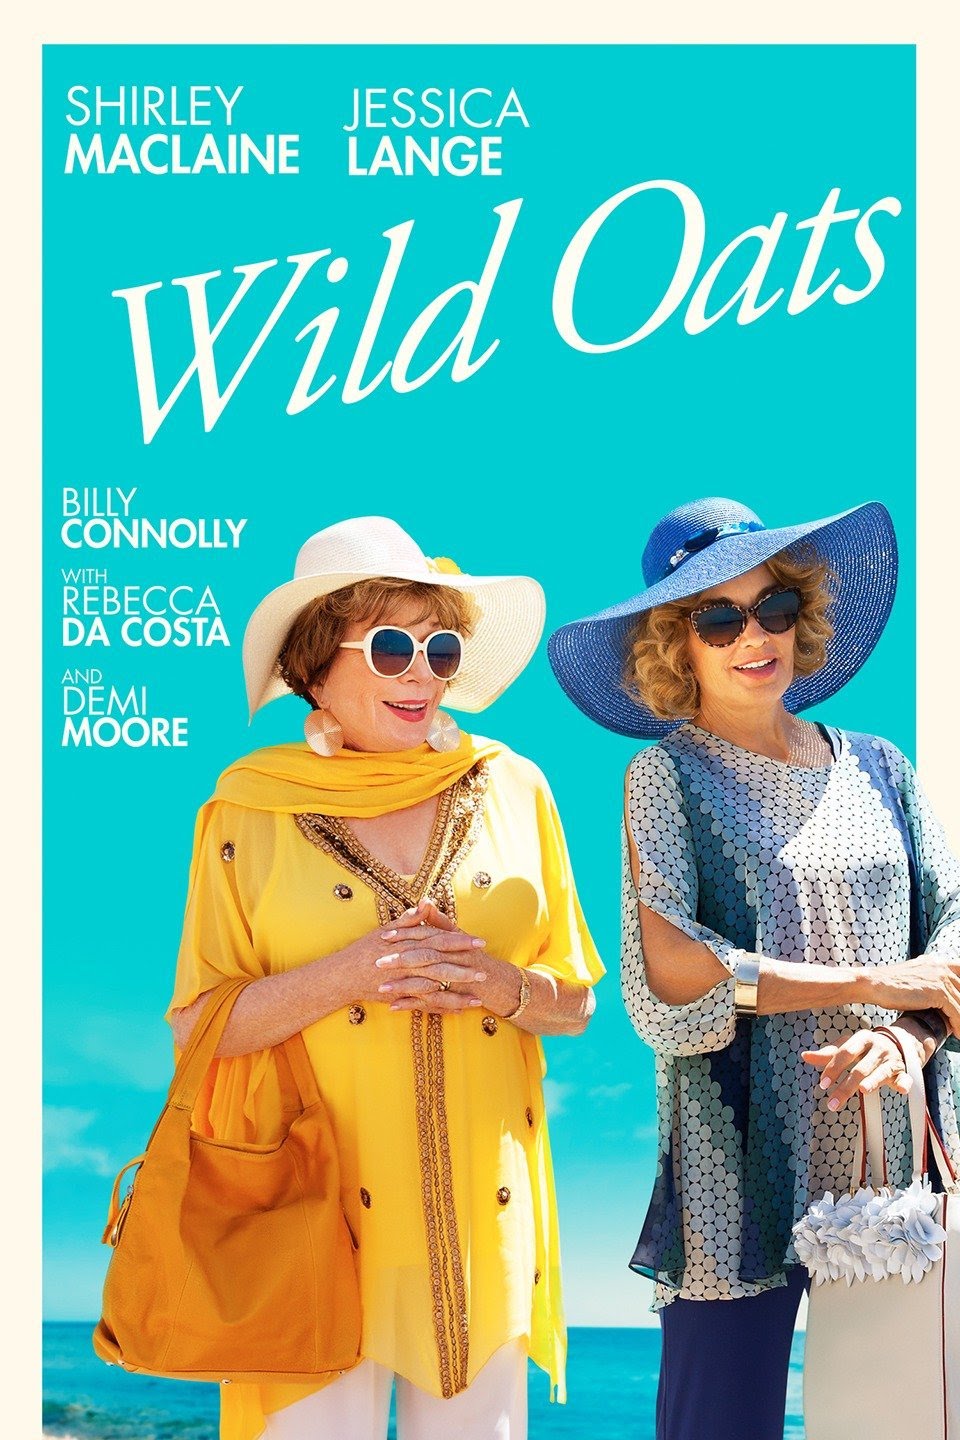 SHIRLEY
MACLAINE
JESSICA
LANGE
Wild Oats
BILLY
CONNOLLY
WITH
REBECCA
DA COSTA
AND
DEMI
MOORE